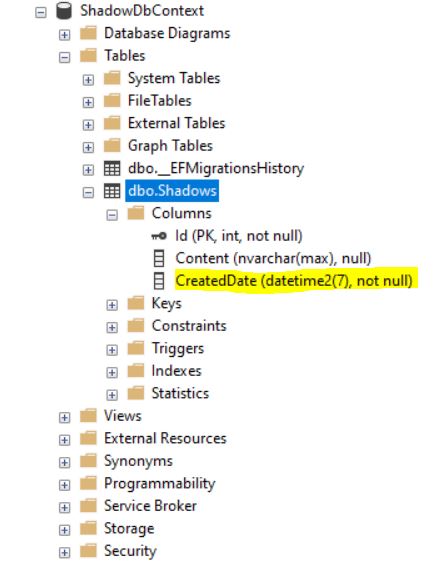 ShadowDbContext
Database Diagrams
Tables
System Tables
FileTables
External Tables
Graph Tables
dbo.__EFMigrationsHistory
dbo.Shadows
Columns
Id (PK, int, not null)
Content (nvarchar(max), null)
CreatedDate (datetime2(7), not null)
Keys
Constraints
Triggers
Indexes
Statistics
Views
External Resources
Synonyms
Programmability
Service Broker
Storage
Security